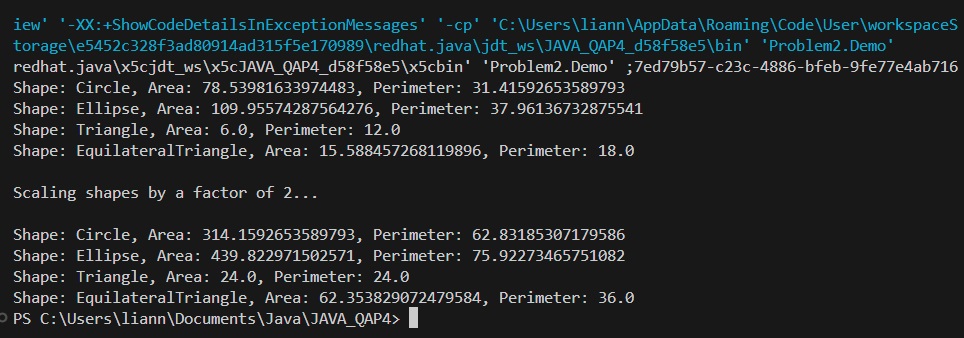 iew' '-XX:+ShowCodeDetailsInExceptionMessages' '-cp' 'C:\Users\liann\AppData\Roaming\Code\User\workspaceS
torage\e5452c328f3ad80914ad315f5e170989\redhat.java\jdt_ws\JAVA_QAP4_d58f58e5\bin' 'Problem2.Demo'
redhat.java\x5cjdt_ws\x5cJAVA_QAP4_d58f58e5\x5cbin' 'Problem2.Demo' ;7ed79b57-c23c-4886-bfeb-9fe77e4ab716
Shape: Circle, Area: 78.53981633974483, Perimeter: 31.41592653589793
Shape: Ellipse, Area: 109.95574287564276, Perimeter: 37.96136732875541
Shape: Triangle, Area: 6.0, Perimeter: 12.0
Shape: EquilateralTriangle, Area: 15.588457268119896, Perimeter: 18.0
Scaling shapes by a factor of 2...
Shape: Circle, Area: 314.1592653589793, Perimeter: 62.83185307179586
Shape: Ellipse, Area: 439.822971502571, Perimeter: 75.92273465751082
Shape: Triangle, Area: 24.0, Perimeter: 24.0
Shape: EquilateralTriangle, Area: 62.353829072479584, Perimeter: 36.0
PS C:\Users\liann\Documents\Java\JAVA_QAP4>